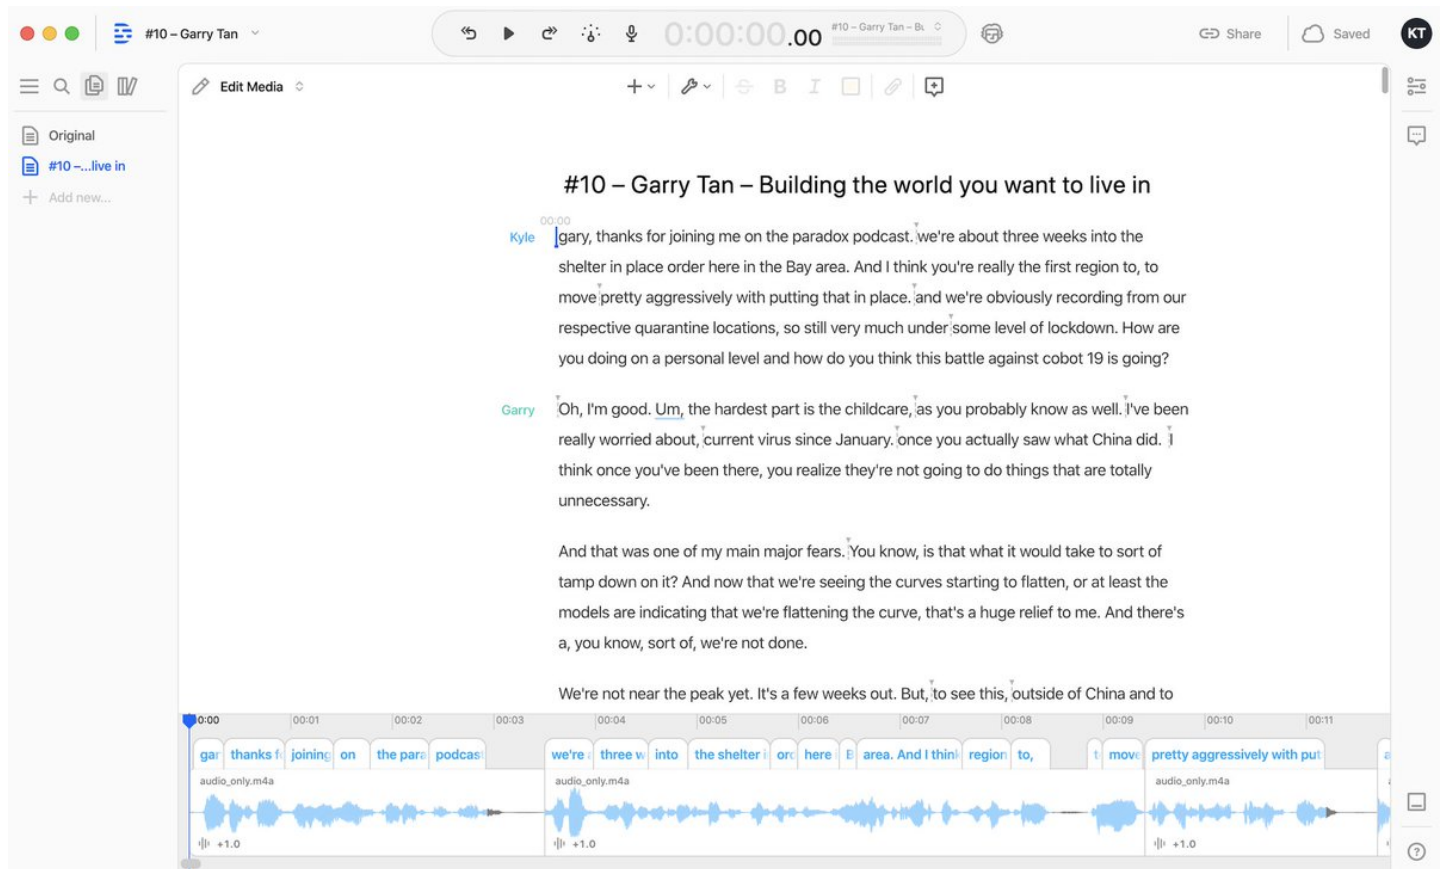 #10 – Garry Tan
0:00:00.00
#10 – Garry Tan – Bu
Share
Saved
KT
Edit Media
B
I
Original
#10 –...live in
Add new...
#10 – Garry Tan – Building the world you want to live in
00:00
Kyle
gary, thanks for joining me on the paradox podcast. we're about three weeks into the
shelter in place order here in the Bay area. And I think you're really the first region to, to
move pretty aggressively with putting that in place. and we're obviously recording from our
respective quarantine locations, so still very much under some level of lockdown. How are
you doing on a personal level and how do you think this battle against cobot 19 is going?
Garry
Oh, I'm good. Um, the hardest part is the childcare, as you probably know as well. I've been
really worried about, current virus since January. once you actually saw what China did. I
think once you've been there, you realize they're not going to do things that are totally
unnecessary.
And that was one of my main major fears. You know, is that what it would take to sort of
tamp down on it? And now that we're seeing the curves starting to flatten, or at least the
models are indicating that we're flattening the curve, that's a huge relief to me. And there's
a, you know, sort of, we're not done.
We're not near the peak yet. It's a few weeks out. But, to see this, outside of China and to
0:00 00:01 00:02 00:03 00:04 00:05 00:06 00:07 00:08 00:09 00:10 00:11
gar thanks f joining on the para podcas we're a three w into the shelter i ord here B area. And I think region to, t move pretty aggressively with put a
audio_only.m4a audio_only.m4a audio_only.m4a
+1.0 +1.0 +1.0